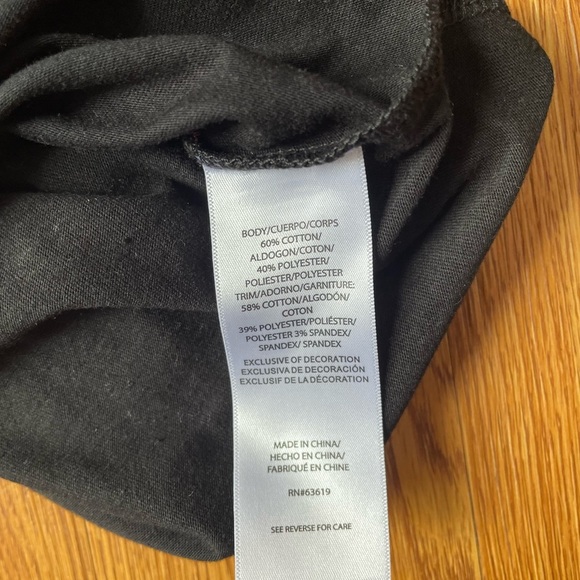 BODY/CUERPO/CORPS
60% COTTON/
ALDOGON/COTON/
40% POLYESTER/
POLIESTER/POLYESTER
TRIM/ADORNO/GARNITURE:
58% COTTON/ALGODÓN/
COTON
39% POLYESTER/POLIÉSTER/
POLYESTER 3% SPANDEX/
SPANDEX/ SPANDEX
EXCLUSIVE OF DECORATION
EXCLUSIVA DE DECORACIÓN
EXCLUSIF DE LA DÉCORATION
MADE IN CHINA/
HECHO EN CHINA/
FABRIQUÉ EN CHINE
RN#63619
SEE REVERSE FOR CARE